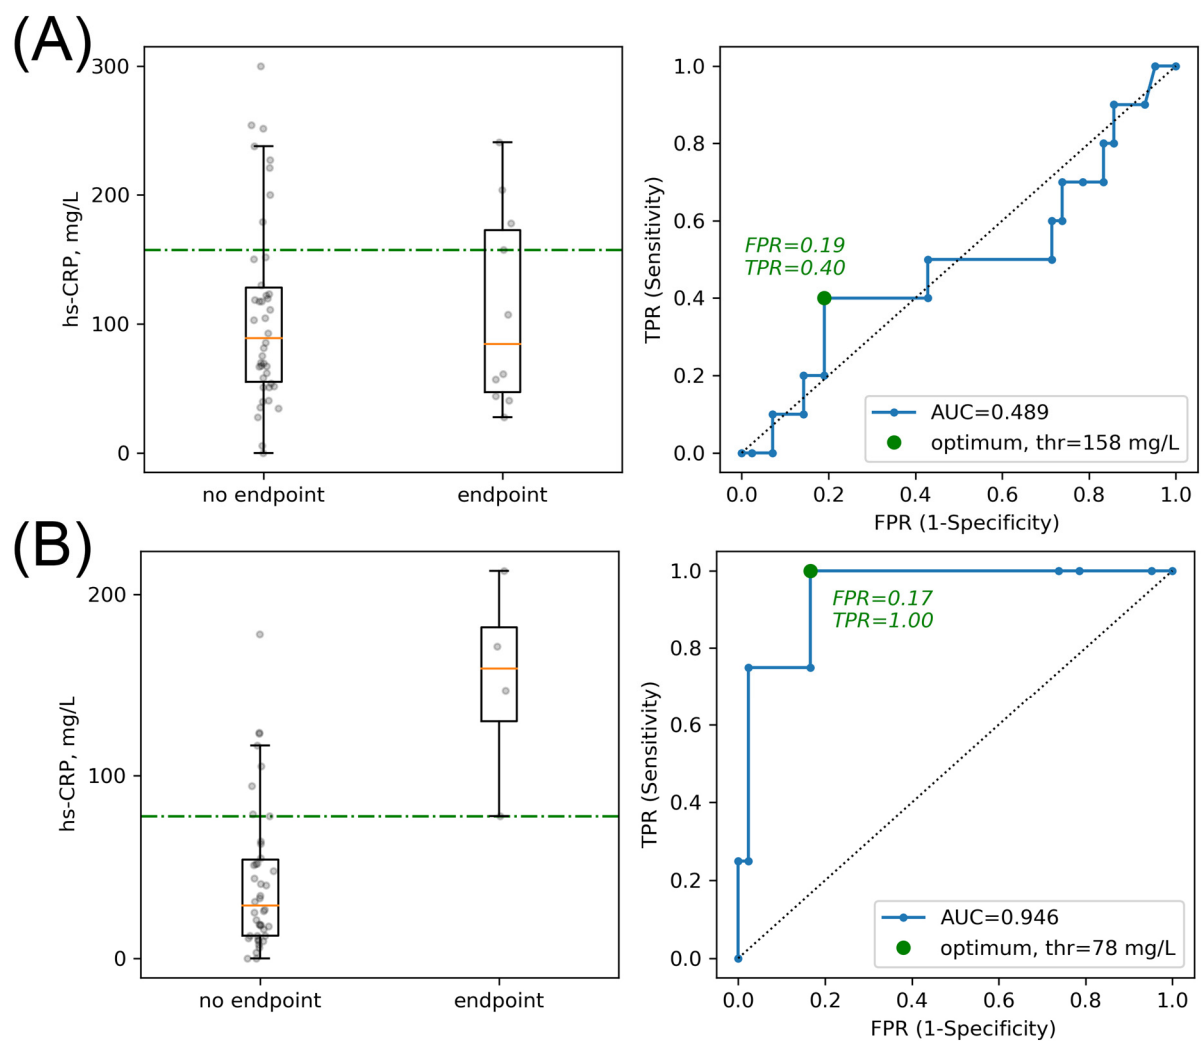 (A)
300
200
100
0
hs-CRP, mg/L
no endpoint
endpoint
1.0
0.8
0.6
0.4
0.2
0.0
TPR (Sensitivity)
FPR=0.19
TPR=0.40
AUC=0.489
optimum, thr=158 mg/L
0.0
0.2
0.4
0.6
0.8
1.0
FPR (1-Specificity)
(B)
200
100
0
hs-CRP, mg/L
no endpoint
endpoint
1.0
0.8
0.6
0.4
0.2
0.0
TPR (Sensitivity)
FPR=0.17
TPR=1.00
AUC=0.946
optimum, thr=78 mg/L
0.0
0.2
0.4
0.6
0.8
1.0
FPR (1-Specificity)